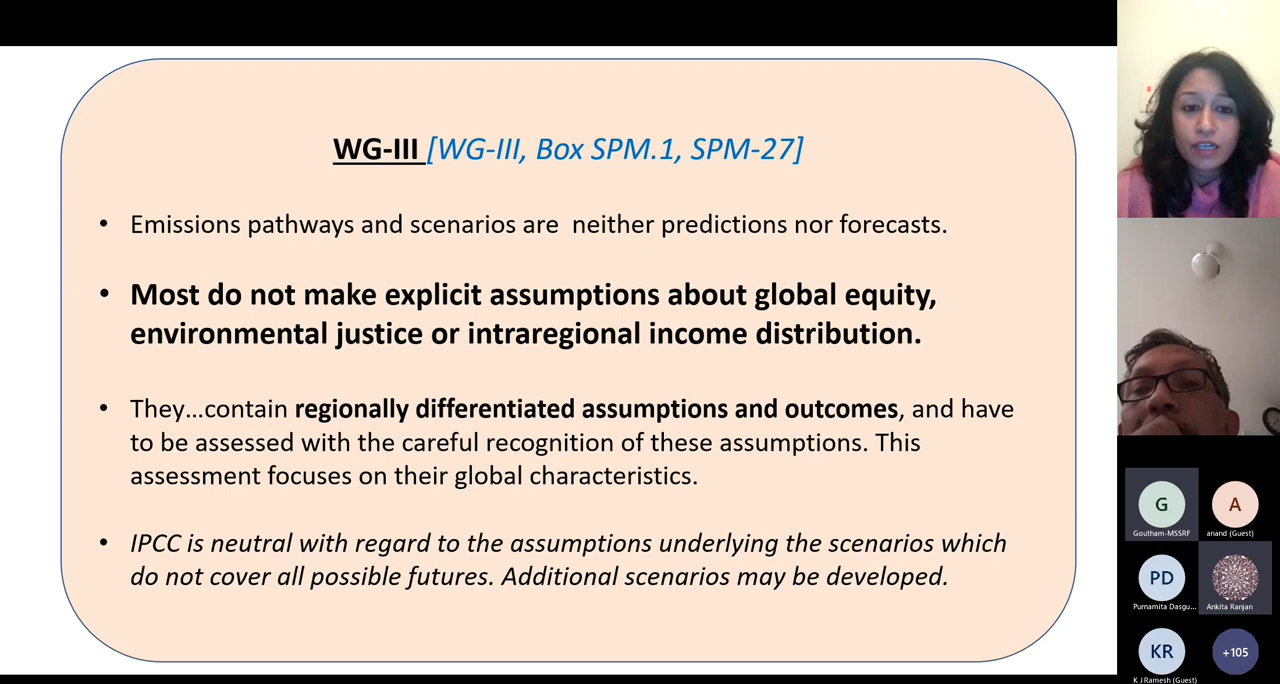 WG-III [WG-III, Box SPM.1, SPM-27]
• Emissions pathways and scenarios are  neither predictions nor forecasts.
• Most do not make explicit assumptions about global equity,
environmental justice or intraregional income distribution.
• They...contain regionally differentiated assumptions and outcomes, and have
to be assessed with the careful recognition of these assumptions. This
assessment focuses on their global characteristics.
• IPCC is neutral with regard to the assumptions underlying the scenarios which
do not cover all possible futures. Additional scenarios may be developed.
G
Goutham-MSSRF
A
anand (Guest)
PD
Purnamita Dasgu...
Ankita Ranjan
KR
K J Ramesh (Guest)
+105